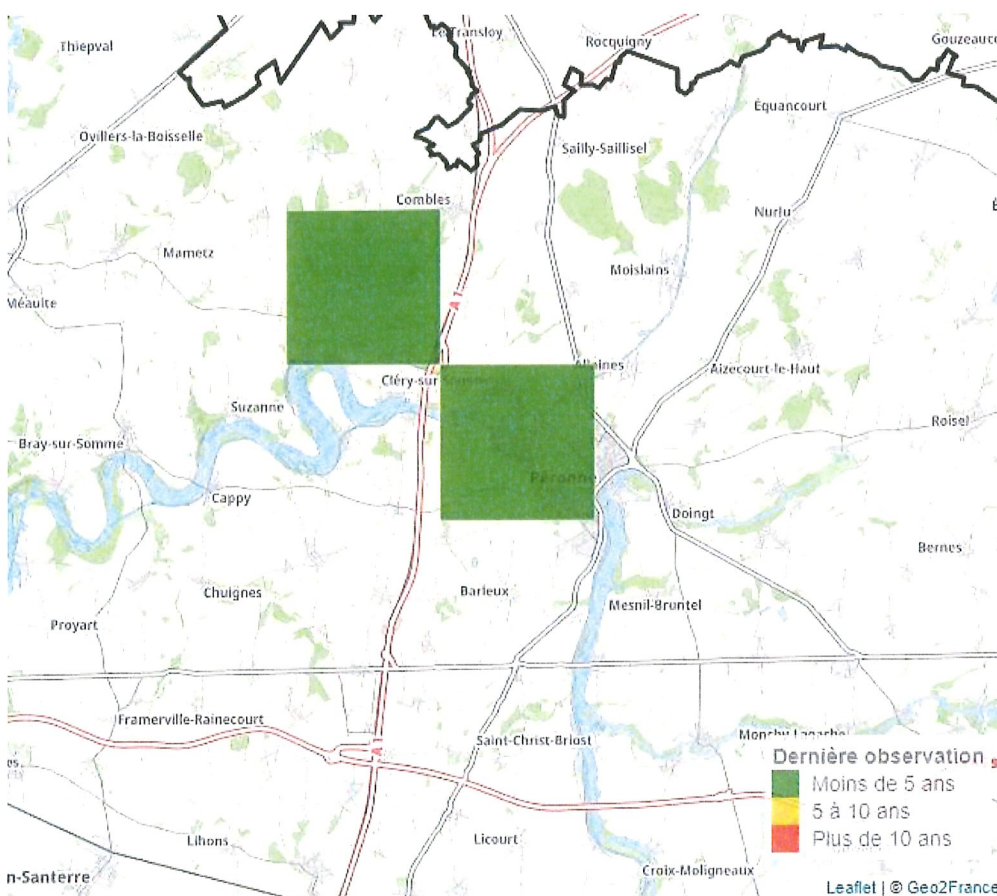 Thiepval
Le Transloy
Rocquigny
Ovillers-la-Boisselle
Sailly-Saillisel
Équancourt
Combles
Nurlu
Mametz
Moislains
Méaulte
A 1
Cléry-sur-Somme
Allaines
Aizecourt-le-Haut
Suzanne
Roisel
Bray-sur-Somme
Péronne
Cappy
Doingt
Bernes
Chuignes
Barleux
Mesnil-Bruntel
Proyart
Framerville-Rainecourt
Saint-Christ-Briost
A 1
Dernière observation
Moins de 5 ans
5 à 10 ans
Plus de 10 ans
Lihons
Licourt
Croix-Moligneaux
n-Santerre
Leaflet | © Geo2France